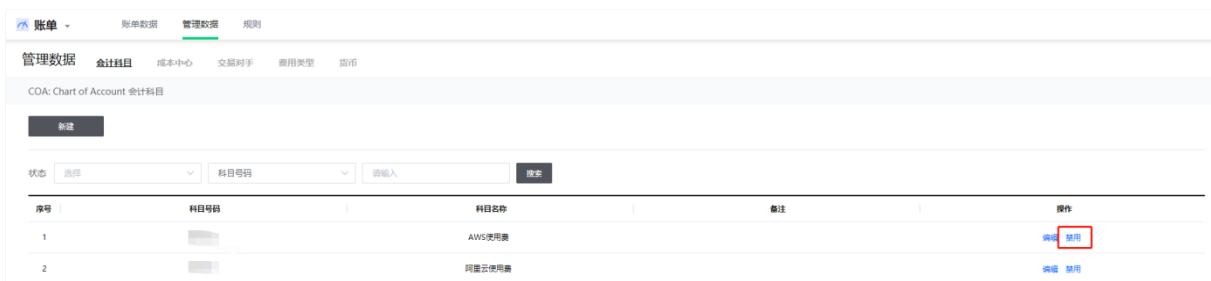 账单 账单数据 管理数据 规则
管理数据 会计科目 成本中心 交易对手 费用类型 货币
COA: Chart of Account 会计科目
新建
状态 选择 科目号码 请输入 搜索
序号 科目号码 科目名称 备注 操作
1 AWS使用费 编辑 禁用
2 阿里云使用费 编辑 禁用